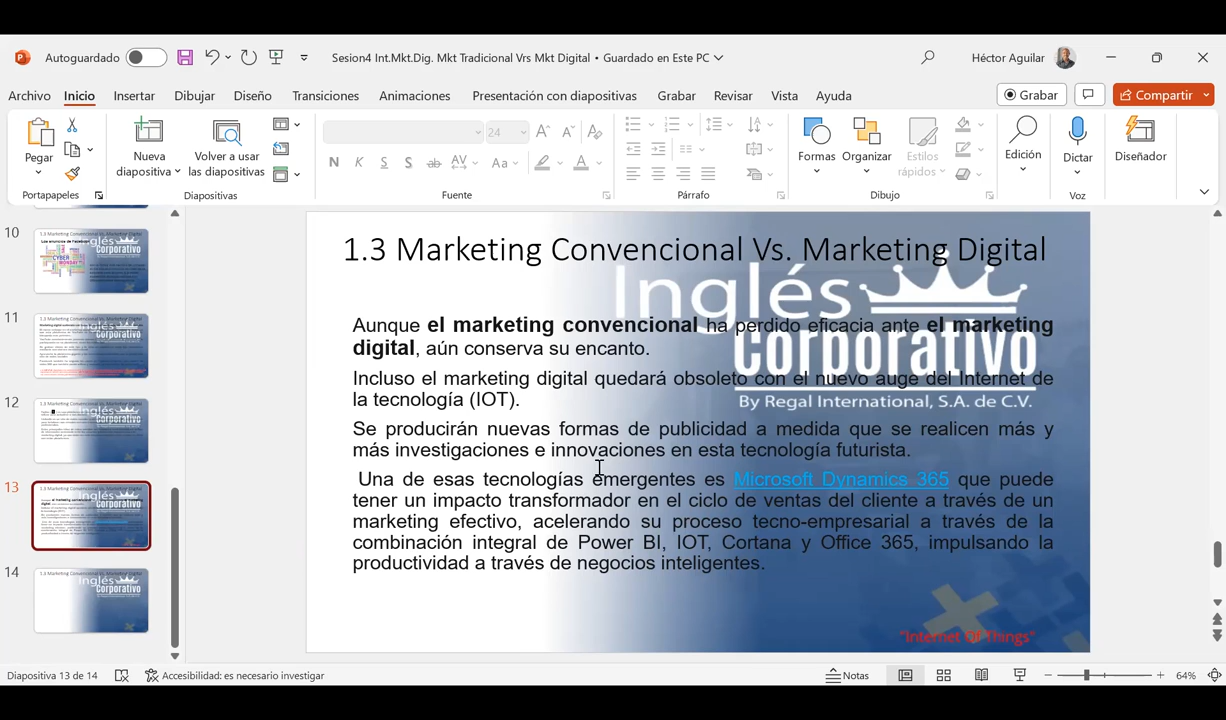 Autoguardado
Sesion4 Int.Mkt.Dig. Mkt Tradicional Vrs Mkt Digital • Guardado en Este PC
Héctor Aguilar
Archivo Inicio Insertar Dibujar Diseño Transiciones Animaciones Presentación con diapositivas Grabar Revisar Vista Ayuda
Grabar
Compartir
Pegar
Nueva diapositiva
Volver a usar las diapositivas
24
N K S S ab AV Aa A
Formas
Organizar
Estilos rápidos
Edición
Dictar
Diseñador
Portapapeles
Diapositivas
Fuente
Párrafo
Dibujo
Voz
10
11
12
13
14
1.3 Marketing Convencional Vs. Marketing Digital
Inglés
Corporativo
By Regal International, S.A. de C.V.
Aunque el marketing convencional ha perdido eficacia ante el marketing
digital, aún conserva su encanto.
Incluso el marketing digital quedará obsoleto con el nuevo auge del Internet de
la tecnología (IOT).
Se producirán nuevas formas de publicidad a medida que se realicen más y
más investigaciones e innovaciones en esta tecnología futurista.
Una de esas tecnologías emergentes es Microsoft Dynamics 365 que puede
tener un impacto transformador en el ciclo de ventas del cliente a través de un
marketing efectivo, acelerando su proceso tecno-empresarial a través de la
combinación integral de Power BI, IOT, Cortana y Office 365, impulsando la
productividad a través de negocios inteligentes.
"Internet Of Things"
Diapositiva 13 de 14
Accesibilidad: es necesario investigar
Notas
64%